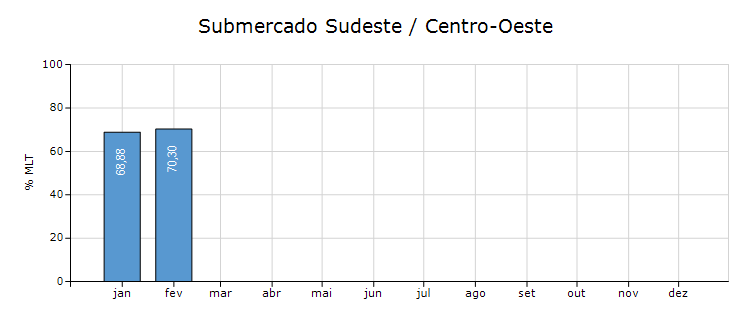 Submercado Sudeste / Centro-Oeste
100
80
60
40
20
0
% MLT
68,88
70,30
jan fev mar abr mai jun jul ago set out nov dez